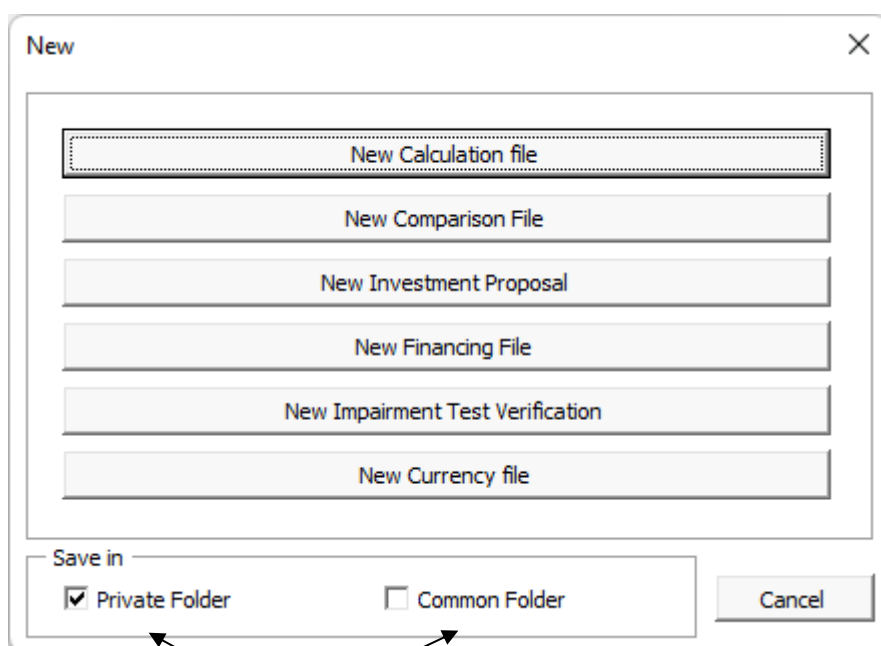 New
New Calculation file
New Comparison File
New Investment Proposal
New Financing File
New Impairment Test Verification
New Currency file
Save in
Private Folder
Common Folder
Cancel